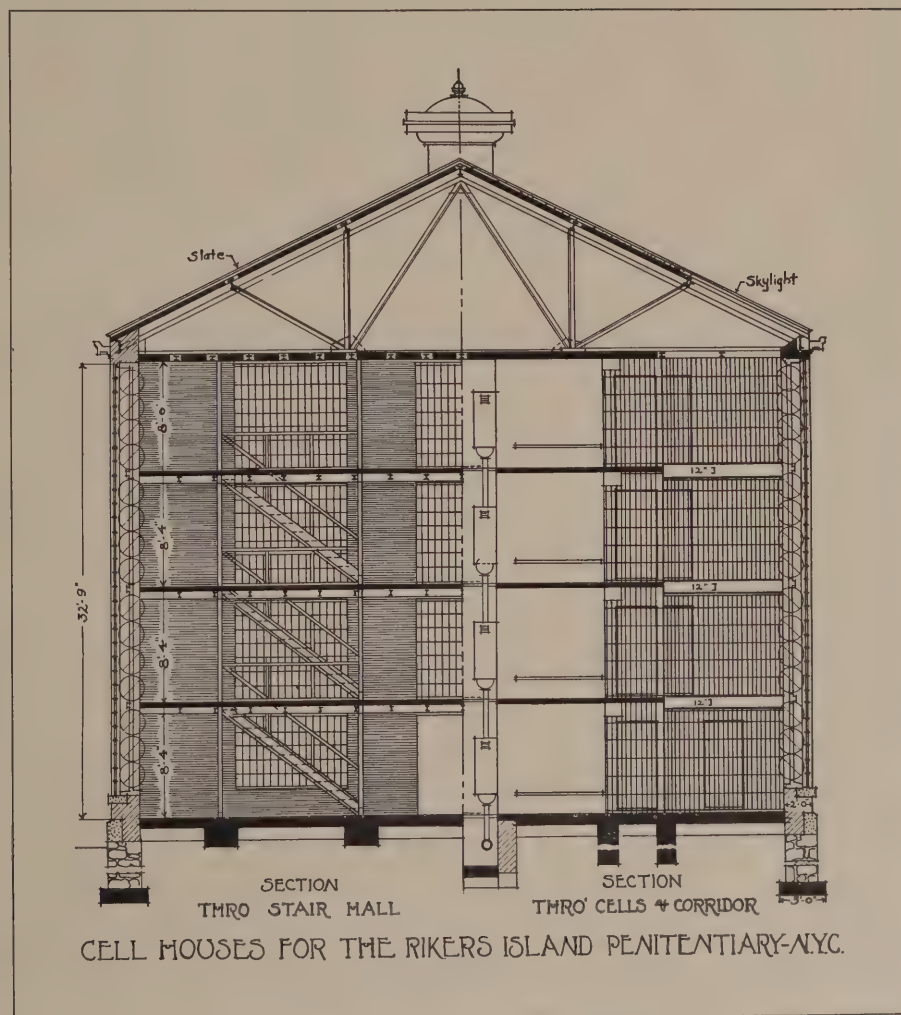 Slate
Skylight
8'-0"
8'-4"
8'-4"
8'-4"
32'-9"
12"
12"
12"
2'-0"
3'-0"
SECTION
THRO STAIR HALL
SECTION
THRO' CELLS & CORRIDOR
CELL HOUSES FOR THE RIKERS ISLAND PENITENTIARY-N.Y.C.